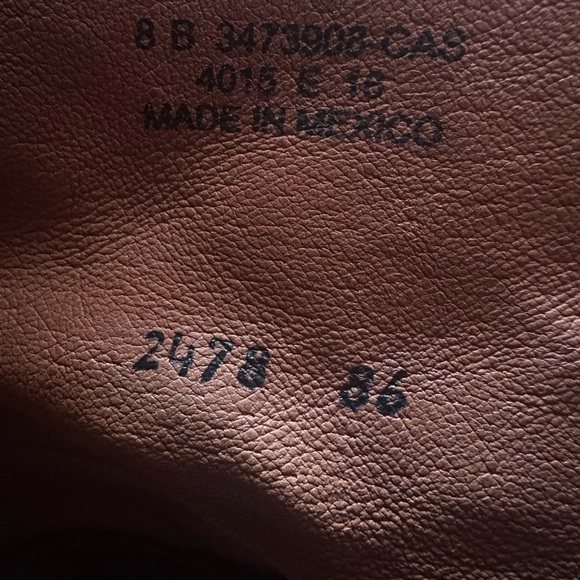 8 B 3473908-CAS
4015 E 16
MADE IN MEXICO
2478 86